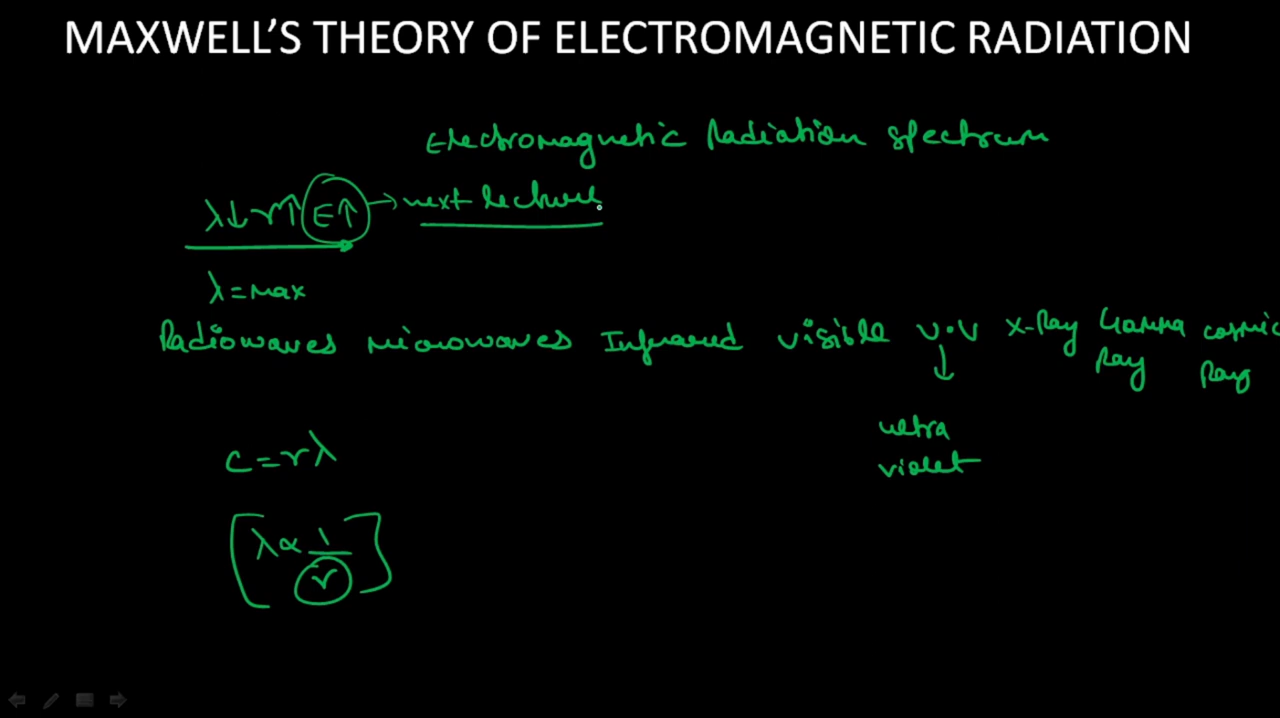 MAXWELL'S THEORY OF ELECTROMAGNETIC RADIATION
Electromagnetic Radiation spectrum
λ↓ ν↑ E↑ → next lecture
λ = max
Radiowaves microwaves Infrared visible U.V X-Ray Gamma Ray cosmic Ray
↓
ultra
violet
c = νλ
[λ ∝ 1/ν]